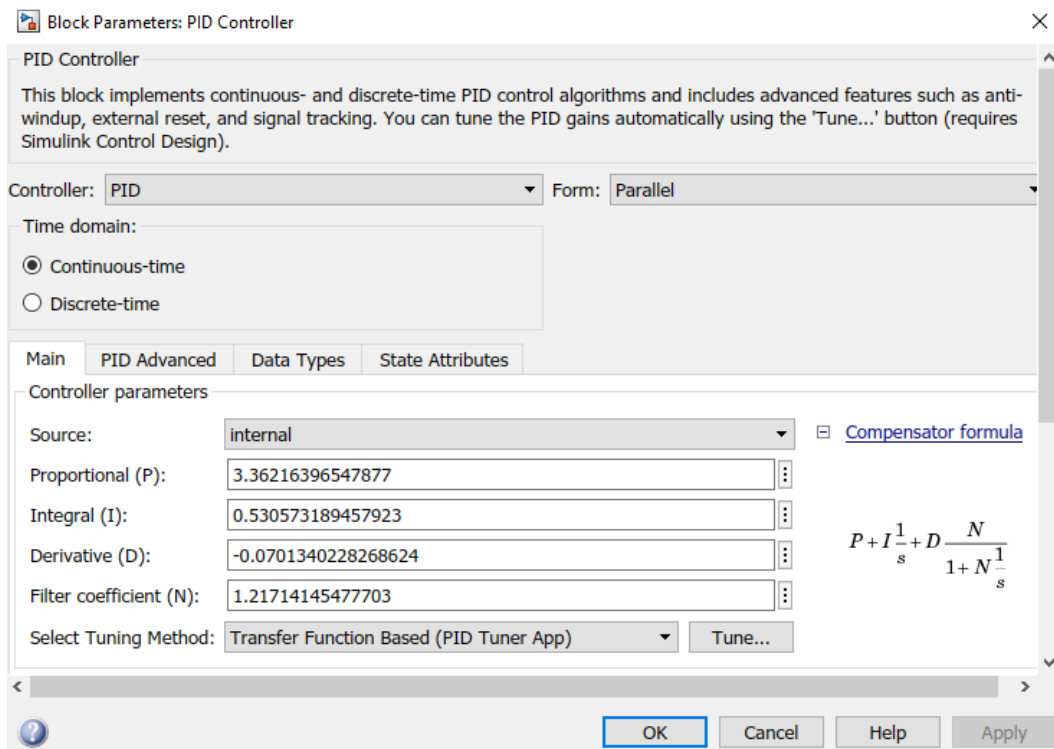 Block Parameters: PID Controller
PID Controller
This block implements continuous- and discrete-time PID control algorithms and includes advanced features such as anti-
windup, external reset, and signal tracking. You can tune the PID gains automatically using the 'Tune...' button (requires
Simulink Control Design).
Controller: PID Form: Parallel
Time domain:
Continuous-time
Discrete-time
Main PID Advanced Data Types State Attributes
Controller parameters
Source: internal Compensator formula
Proportional (P): 3.36216396547877
Integral (I): 0.530573189457923
Derivative (D): -0.0701340228268624
P + I 1/s + D N/(1 + N 1/s)
Filter coefficient (N): 1.21714145477703
Select Tuning Method: Transfer Function Based (PID Tuner App) Tune...
OK Cancel Help Apply